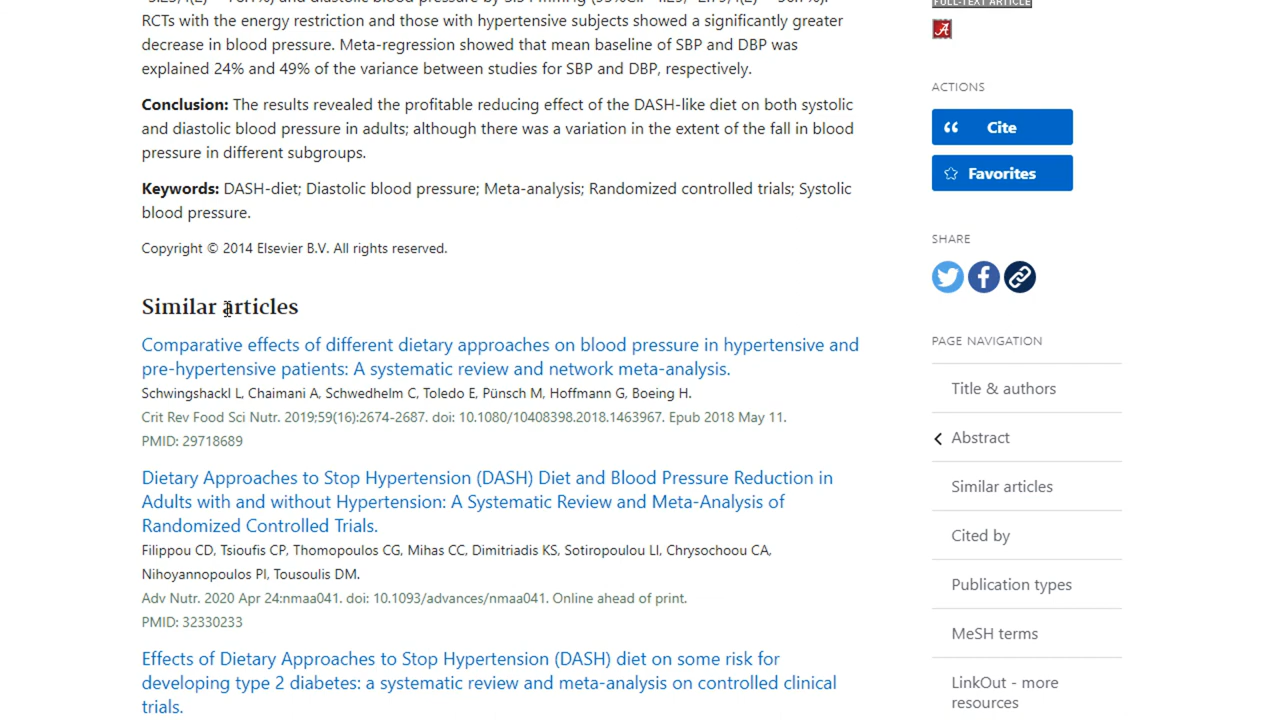 RCTs with the energy restriction and those with hypertensive subjects showed a significantly greater
decrease in blood pressure. Meta-regression showed that mean baseline of SBP and DBP was
explained 24% and 49% of the variance between studies for SBP and DBP, respectively.
Conclusion: The results revealed the profitable reducing effect of the DASH-like diet on both systolic
and diastolic blood pressure in adults; although there was a variation in the extent of the fall in blood
pressure in different subgroups.
Keywords: DASH-diet; Diastolic blood pressure; Meta-analysis; Randomized controlled trials; Systolic
blood pressure.
Copyright © 2014 Elsevier B.V. All rights reserved.
Similar articles
Comparative effects of different dietary approaches on blood pressure in hypertensive and
pre-hypertensive patients: A systematic review and network meta-analysis.
Schwingshackl L, Chaimani A, Schwedhelm C, Toledo E, Pünsch M, Hoffmann G, Boeing H.
Crit Rev Food Sci Nutr. 2019;59(16):2674-2687. doi: 10.1080/10408398.2018.1463967. Epub 2018 May 11.
PMID: 29718689
Dietary Approaches to Stop Hypertension (DASH) Diet and Blood Pressure Reduction in
Adults with and without Hypertension: A Systematic Review and Meta-Analysis of
Randomized Controlled Trials.
Filippou CD, Tsioufis CP, Thomopoulos CG, Mihas CC, Dimitriadis KS, Sotiropoulou LI, Chrysochoou CA,
Nihoyannopoulos PI, Tousoulis DM.
Adv Nutr. 2020 Apr 24:nmaa041. doi: 10.1093/advances/nmaa041. Online ahead of print.
PMID: 32330233
Effects of Dietary Approaches to Stop Hypertension (DASH) diet on some risk for
developing type 2 diabetes: a systematic review and meta-analysis on controlled clinical
trials.
FULL-TEXT ARTICLE
A
ACTIONS
Cite
Favorites
SHARE
PAGE NAVIGATION
Title & authors
Abstract
Similar articles
Cited by
Publication types
MeSH terms
LinkOut - more
resources